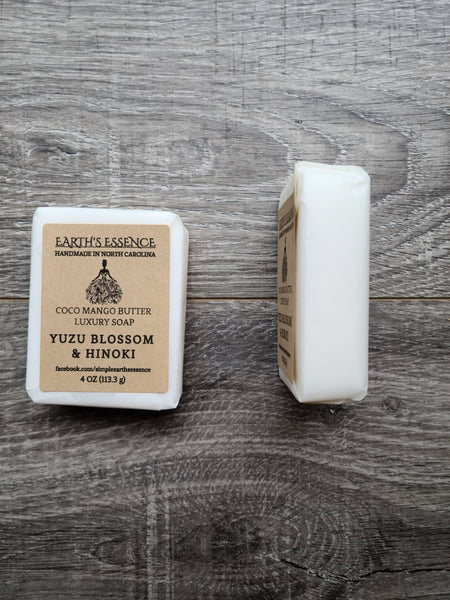 EARTH'S ESSENCE
HANDMADE IN NORTH CAROLINA
COCO MANGO BUTTER
LUXURY SOAP
YUZU BLOSSOM
& HINOKI
facebook.com/simpleearthsessence
4 OZ (113.3 g)